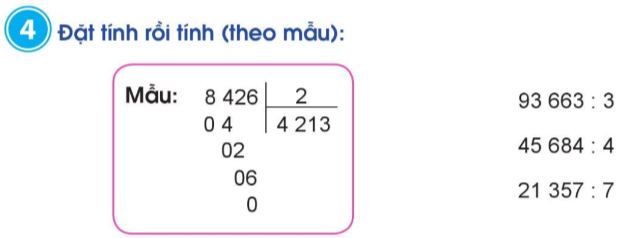 4 Đặt tính rồi tính (theo mẫu):
Mẫu: 8 426 2
0 4 4 213
02
06
0
93 663 : 3
45 684 : 4
21 357 : 7